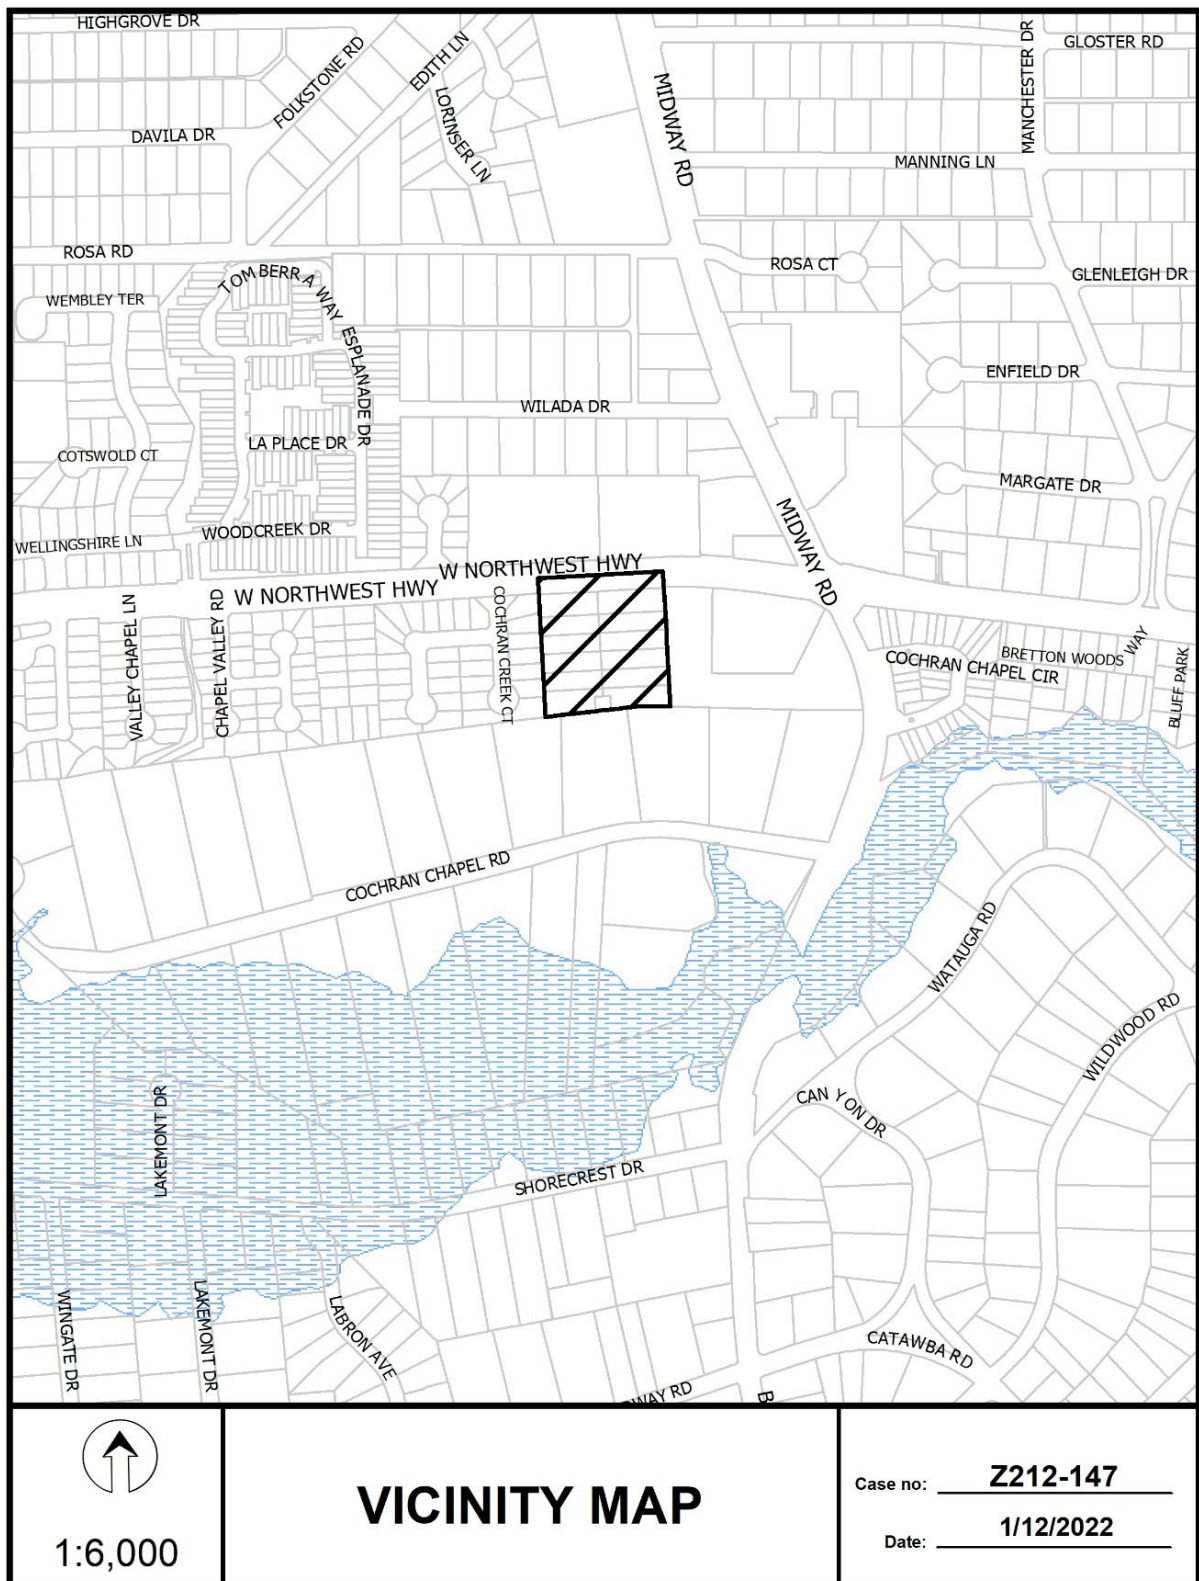 HIGHGROVE DR
FOLKSTONE RD
EDITH LN
GLOSTER RD
MANCHESTER DR
MIDWAY RD
LORINSER LN
DAVILA DR
MANNING LN
ROSA RD
ROSA CT
TOM BERR A WAY
WEMBLEY TER
GLENLEIGH DR
ESPLANADE DR
ENFIELD DR
WILADA DR
LA PLACE DR
COTSWOLD CT
MARGATE DR
MIDWAY RD
WOODCREEK DR
WELLINGSHIRE LN
W NORTHWEST HWY
W NORTHWEST HWY
VALLEY CHAPEL LN
CHAPEL VALLEY RD
COCHRAN CREEK CT
COCHRAN CHAPEL CIR
BRETTON WOODS WAY
BLUFF PARK
COCHRAN CHAPEL RD
WATAUGA RD
WILDWOOD RD
LAKEMONT DR
CAN YON DR
SHORECREST DR
WINGATE DR
LAKEMONT DR
LABRON AVE
CATAWBA RD
WAY RD
B
1:6,000
VICINITY MAP
Case no: Z212-147
Date: 1/12/2022